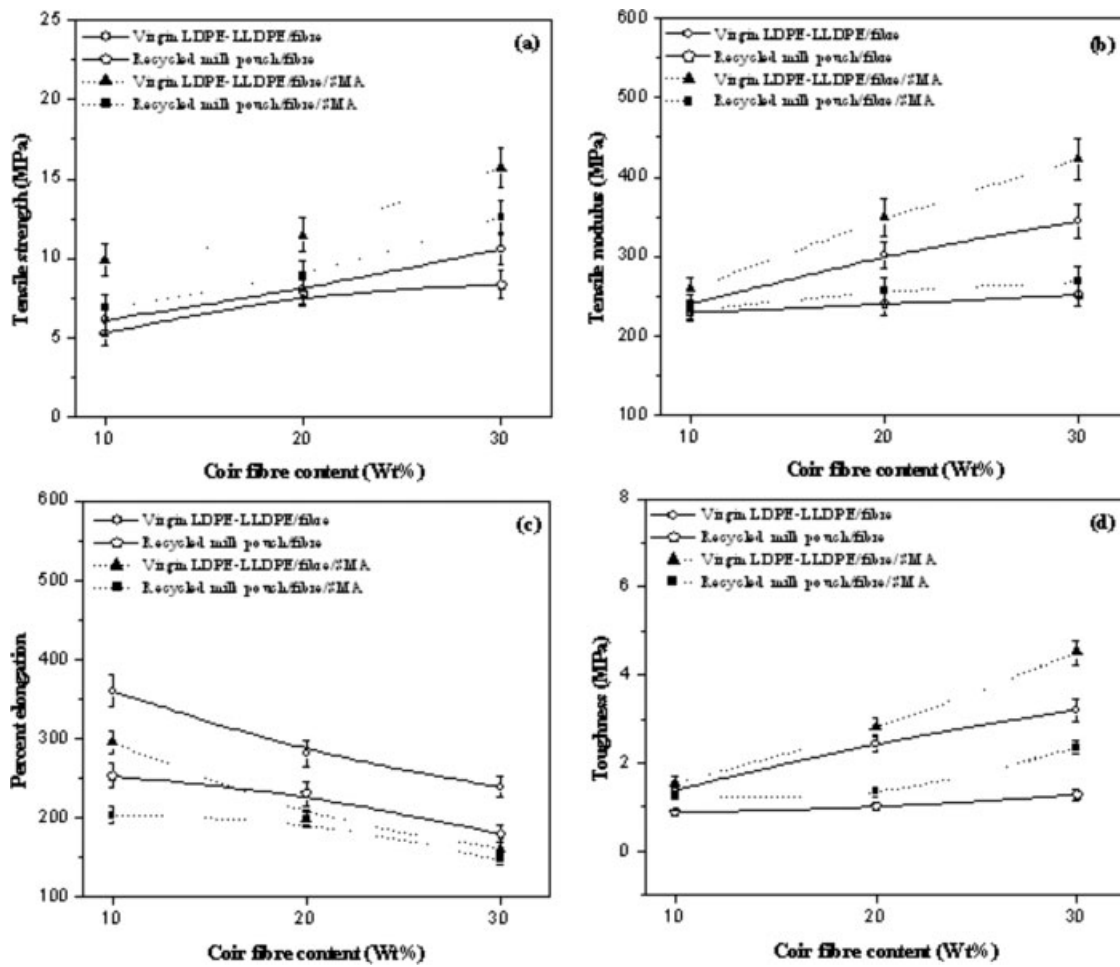 25
20
15
10
5
0
Tensile strength (MPa)
Virgin LDPE-LLDPE/fibre
Recycled milk pouch/fibre
Virgin LDPE-LLDPE/fibre/SMA
Recycled milk pouch/fibre/SMA
(a)
10 20 30
Coir fibre content (Wt%)
600
500
400
300
200
100
Tensile modulus (MPa)
Virgin LDPE-LLDPE/fibre
Recycled milk pouch/fibre
Virgin LDPE-LLDPE/fibre/SMA
Recycled milk pouch/fibre/SMA
(b)
10 20 30
Coir fibre content (Wt%)
600
500
400
300
200
100
Percent elongation
Virgin LDPE-LLDPE/fibre
Recycled milk pouch/fibre
Virgin LDPE-LLDPE/fibre/SMA
Recycled milk pouch/fibre/SMA
(c)
10 20 30
Coir fibre content (Wt%)
8
6
4
2
0
Toughness (MPa)
Virgin LDPE-LLDPE/fibre
Recycled milk pouch/fibre
Virgin LDPE-LLDPE/fibre/SMA
Recycled milk pouch/fibre/SMA
(d)
10 20 30
Coir fibre content (Wt%)